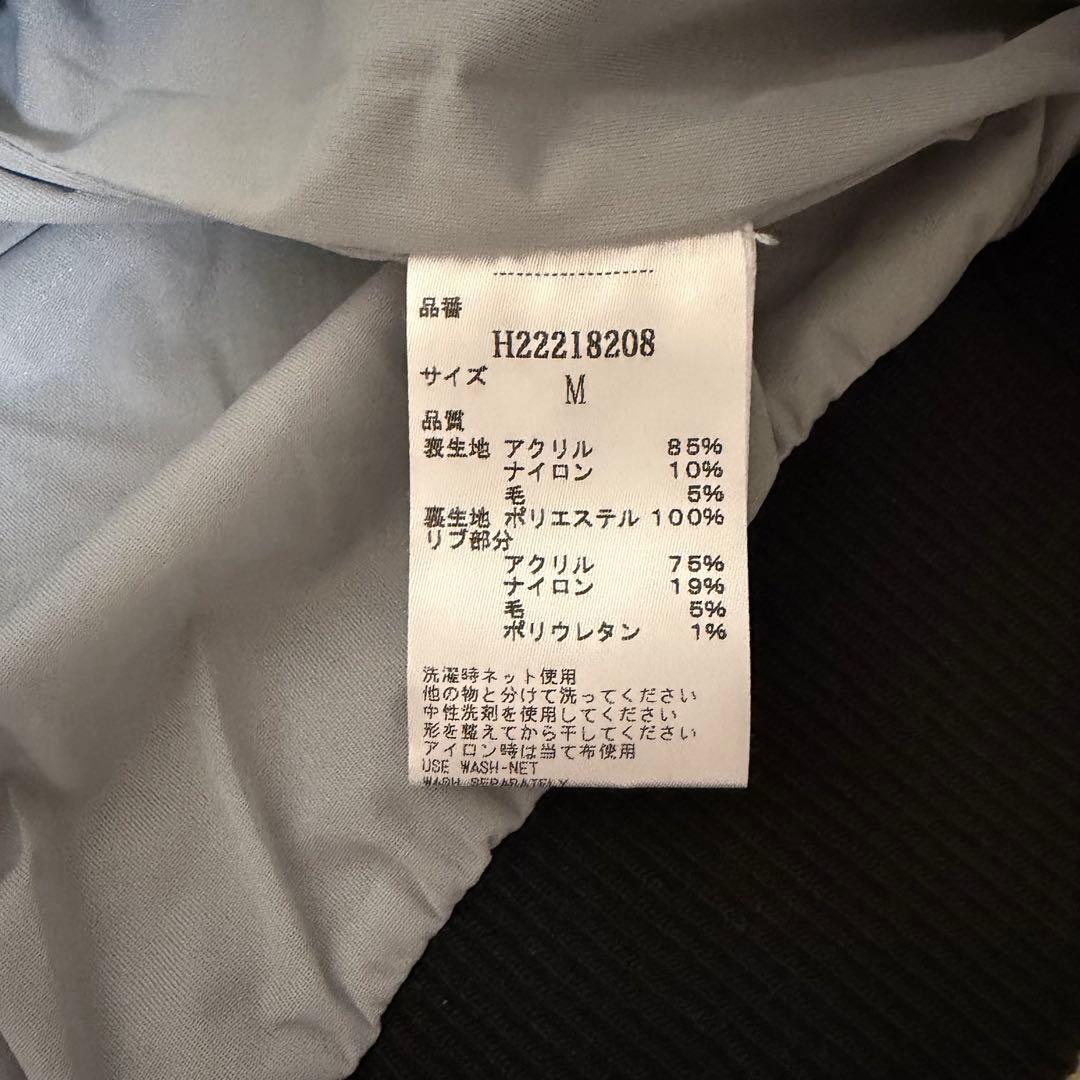 品番
H22218208
サイズ M
品質
表生地 アクリル 85%
ナイロン 10%
毛 5%
裏生地 ポリエステル 100%
リブ部分
アクリル 75%
ナイロン 19%
毛 5%
ポリウレタン 1%
洗濯時ネット使用
他の物と分けて洗ってください
中性洗剤を使用してください
形を整えてから干してください
アイロン時は当て布使用
USE WASH-NET
WASH SEPARATELY